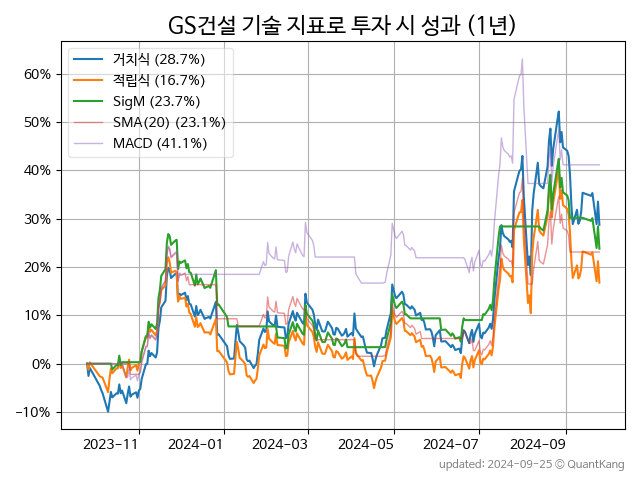 GS건설 기술 지표로 투자 시 성과 (1년)
거치식 (28.7%)
적립식 (16.7%)
SigM (23.7%)
SMA(20) (23.1%)
MACD (41.1%)
60%
50%
40%
30%
20%
10%
0%
−10%
2023-11 2024-01 2024-03 2024-05 2024-07 2024-09
updated: 2024-09-25 © QuantKang